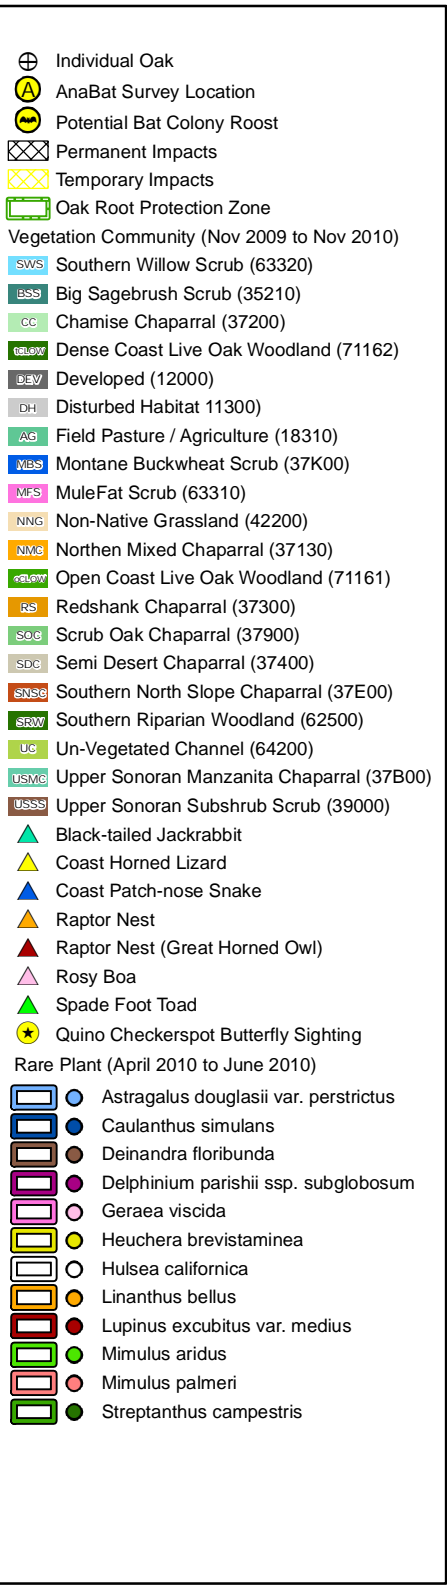 Individual Oak
A AnaBat Survey Location
Potential Bat Colony Roost
Permanent Impacts
Temporary Impacts
Oak Root Protection Zone
Vegetation Community (Nov 2009 to Nov 2010)
SWS Southern Willow Scrub (63320)
BSS Big Sagebrush Scrub (35210)
CC Chamise Chaparral (37200)
Dense Coast Live Oak Woodland (71162)
DEV Developed (12000)
DH Disturbed Habitat 11300)
AG Field Pasture / Agriculture (18310)
MBS Montane Buckwheat Scrub (37K00)
MFS MuleFat Scrub (63310)
NNG Non-Native Grassland (42200)
NMC Northen Mixed Chaparral (37130)
oCLOW Open Coast Live Oak Woodland (71161)
RS Redshank Chaparral (37300)
SOC Scrub Oak Chaparral (37900)
SDC Semi Desert Chaparral (37400)
SNSC Southern North Slope Chaparral (37E00)
SRW Southern Riparian Woodland (62500)
UC Un-Vegetated Channel (64200)
USMC Upper Sonoran Manzanita Chaparral (37B00)
USSS Upper Sonoran Subshrub Scrub (39000)
Black-tailed Jackrabbit
Coast Horned Lizard
Coast Patch-nose Snake
Raptor Nest
Raptor Nest (Great Horned Owl)
Rosy Boa
Spade Foot Toad
Quino Checkerspot Butterfly Sighting
Rare Plant (April 2010 to June 2010)
Astragalus douglasii var. perstrictus
Caulanthus simulans
Deinandra floribunda
Delphinium parishii ssp. subglobosum
Geraea viscida
Heuchera brevistaminea
Hulsea californica
Linanthus bellus
Lupinus excubitus var. medius
Mimulus aridus
Mimulus palmeri
Streptanthus campestris